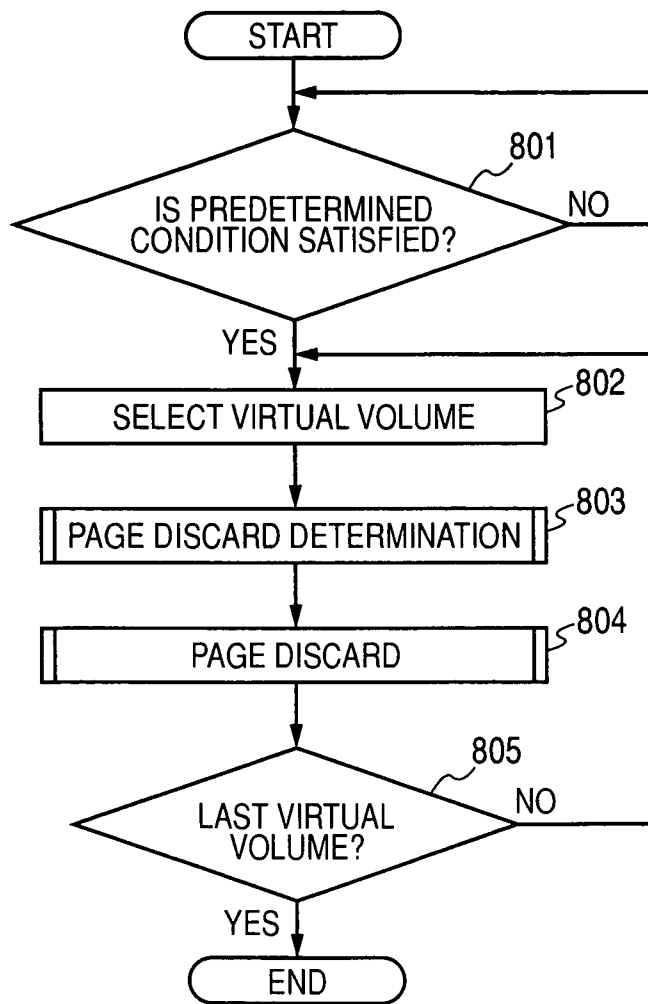 START
801
IS PREDETERMINED
CONDITION SATISFIED?
NO
YES
802
SELECT VIRTUAL VOLUME
803
PAGE DISCARD DETERMINATION
804
PAGE DISCARD
805
LAST VIRTUAL
VOLUME?
NO
YES
END